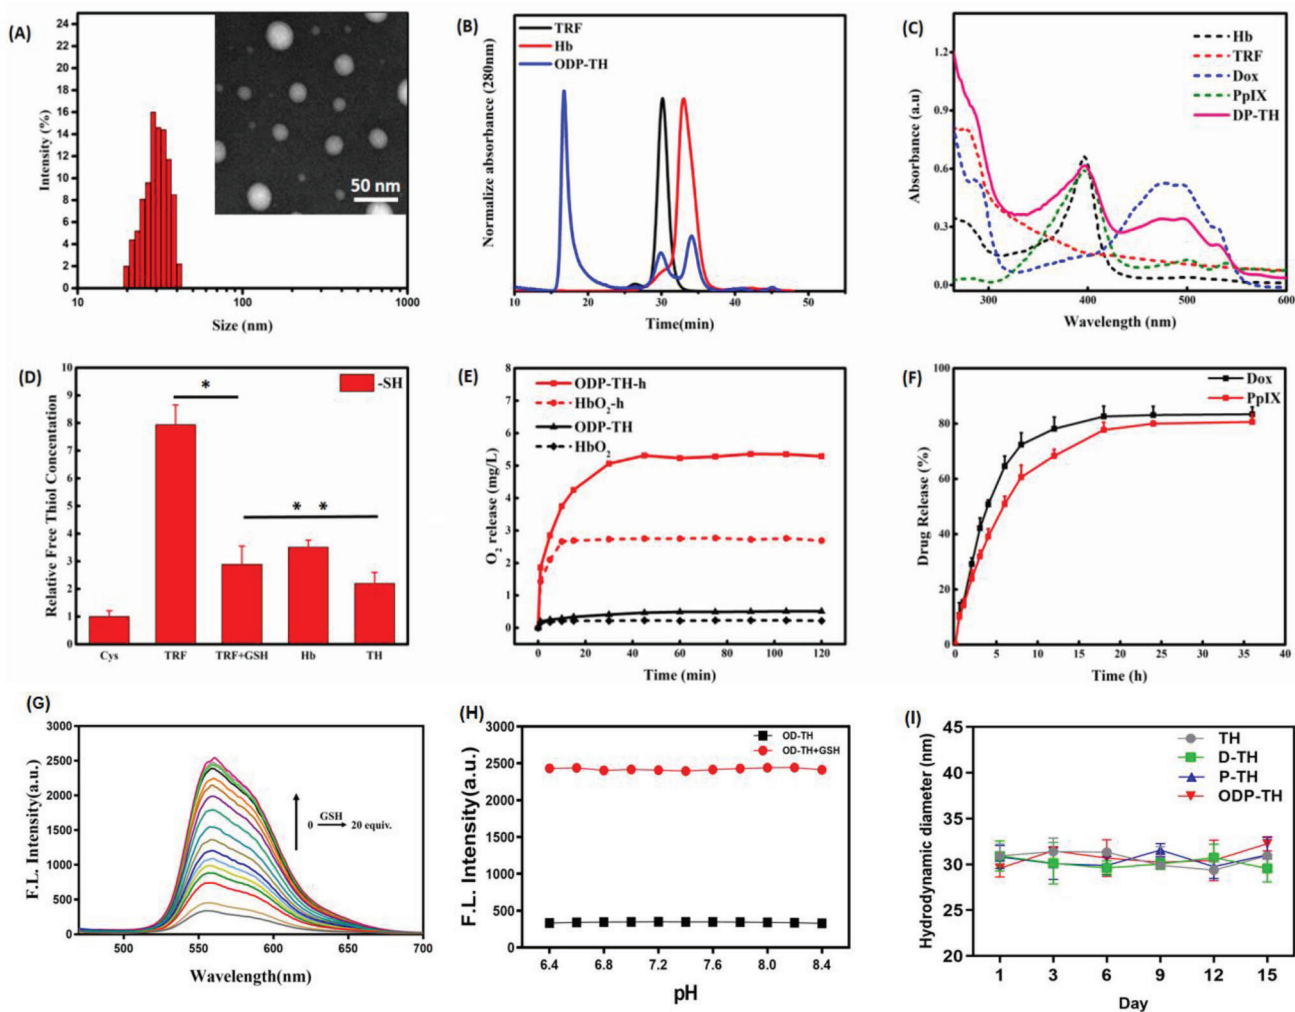 (A)
24
22
20
18
16
14
12
10
8
6
4
2
0
Intensity (%)
50 nm
10
100
1000
Size (nm)
(B)
TRF
Hb
ODP-TH
Normalize absorbance (280nm)
10
20
30
40
50
Time(min)
(C)
Hb
TRF
Dox
PpIX
DP-TH
1.2
0.9
0.6
0.3
0.0
Absorbance (a.u)
300
400
500
600
Wavelength (nm)
(D)
-SH
*
* *
10
9
8
7
6
5
4
3
2
1
0
Relative Free Thiol Concentation
Cys
TRF
TRF+GSH
Hb
TH
(E)
ODP-TH-h
HbO2-h
ODP-TH
HbO2
8
7
6
5
4
3
2
1
0
O2 release (mg/L)
0
20
40
60
80
100
120
Time (min)
(F)
Dox
PpIX
100
80
60
40
20
0
Drug Release (%)
0
5
10
15
20
25
30
35
40
Time (h)
(G)
3000
2500
2000
1500
1000
500
0
F.L. Intensity(a.u.)
GSH
0
20 equiv.
500
550
600
650
700
Wavelength(nm)
(H)
OD-TH
OD-TH+GSH
3000
2500
2000
1500
1000
500
0
F.L. Intensity(a.u.)
6.4
6.8
7.2
7.6
8.0
8.4
pH
(I)
TH
D-TH
P-TH
ODP-TH
45
40
35
30
25
20
Hydrodynamic diameter (nm)
1
3
6
9
12
15
Day